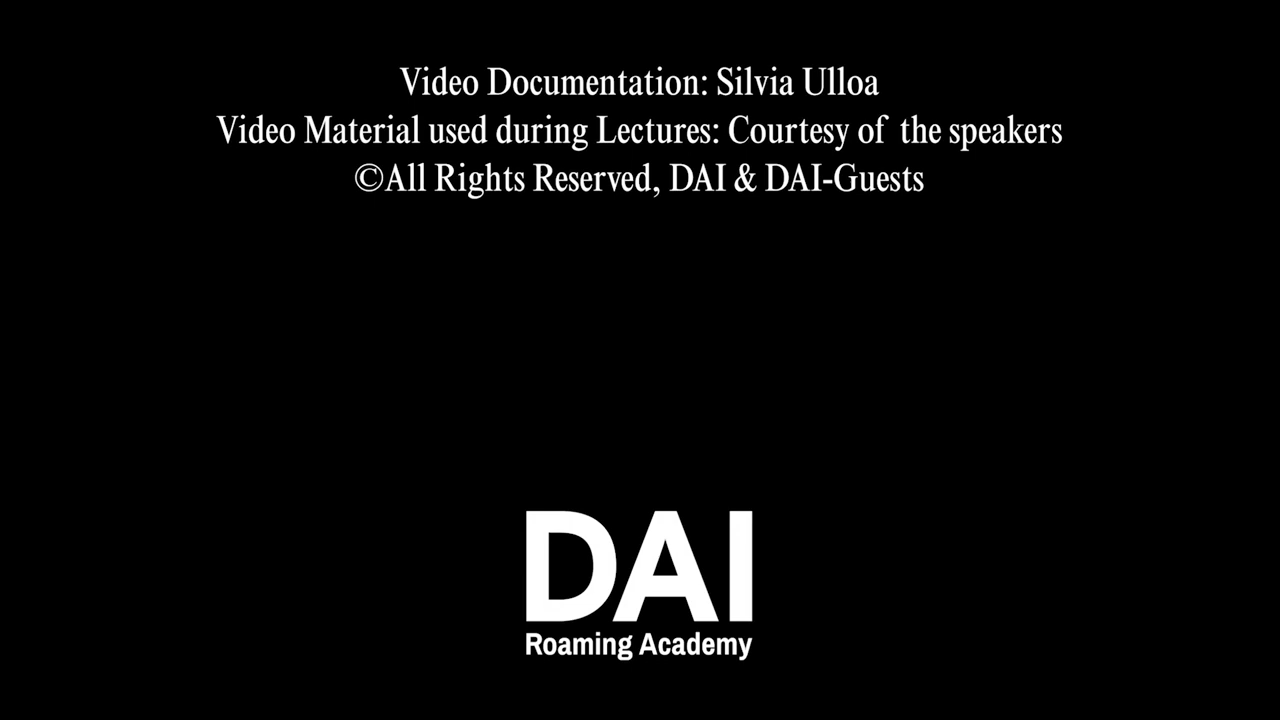 Video Documentation: Silvia Ulloa
Video Material used during Lectures: Courtesy of the speakers
©All Rights Reserved, DAI & DAI-Guests
DAI
Roaming Academy